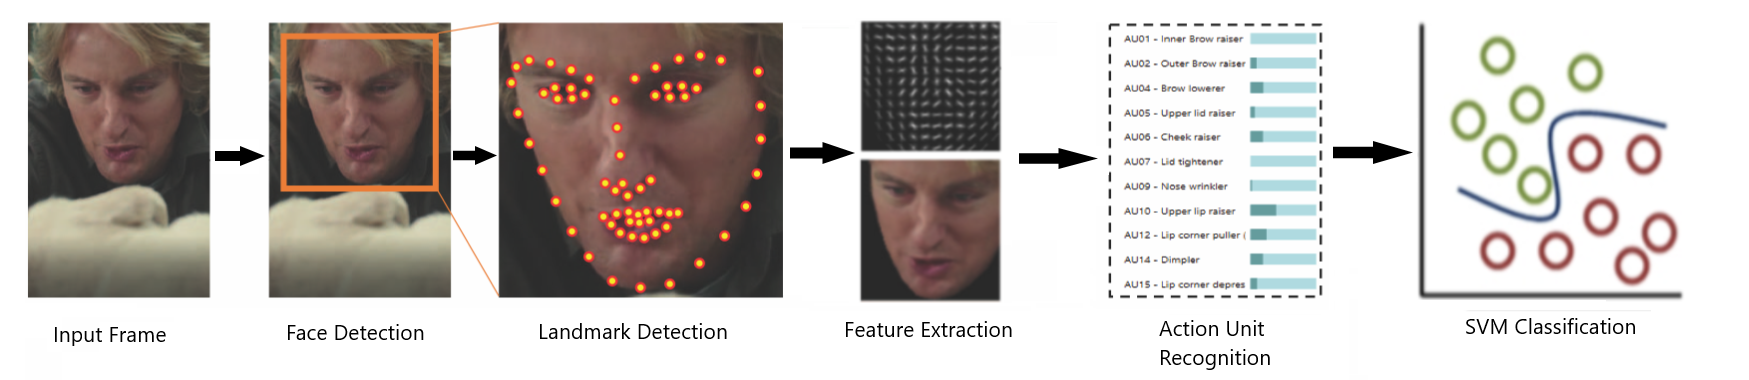 AU01 - Inner Brow raiser
AU02 - Outer Brow raiser
AU04 - Brow lowerer
AU05 - Upper lid raiser
AU06 - Cheek raiser
AU07 - Lid tightener
AU09 - Nose wrinkler
AU10 - Upper lip raiser
AU12 - Lip corner puller (
AU14 - Dimpler
AU15 - Lip corner depres
Input Frame
Face Detection
Landmark Detection
Feature Extraction
Action Unit
Recognition
SVM Classification